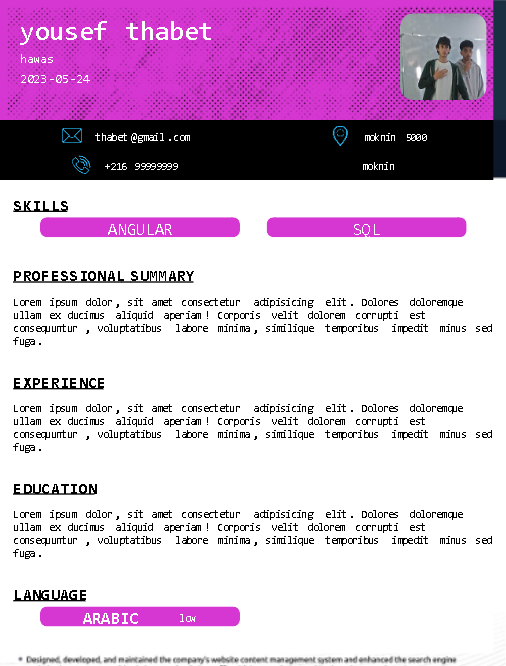 yousef thabet
hawas
2023-05-24
thabet@gmail.com
moknin 5000
+216 99999999
moknin
SKILLS
ANGULAR
SQL
PROFESSIONAL SUMMARY
Lorem ipsum dolor, sit amet consectetur adipisicing elit. Dolores doloremque
ullam ex ducimus aliquid aperiam! Corporis velit dolorem corrupti est
consequuntur , voluptatibus labore minima, similique temporibus impedit minus sed
fuga.
EXPERIENCE
Lorem ipsum dolor, sit amet consectetur adipisicing elit. Dolores doloremque
ullam ex ducimus aliquid aperiam! Corporis velit dolorem corrupti est
consequuntur , voluptatibus labore minima, similique temporibus impedit minus sed
fuga.
EDUCATION
Lorem ipsum dolor, sit amet consectetur adipisicing elit. Dolores doloremque
ullam ex ducimus aliquid aperiam! Corporis velit dolorem corrupti est
consequuntur , voluptatibus labore minima, similique temporibus impedit minus sed
fuga.
LANGUAGE
ARABIC low
* Designed, developed, and maintained the company's website content management system and enhanced the search engine